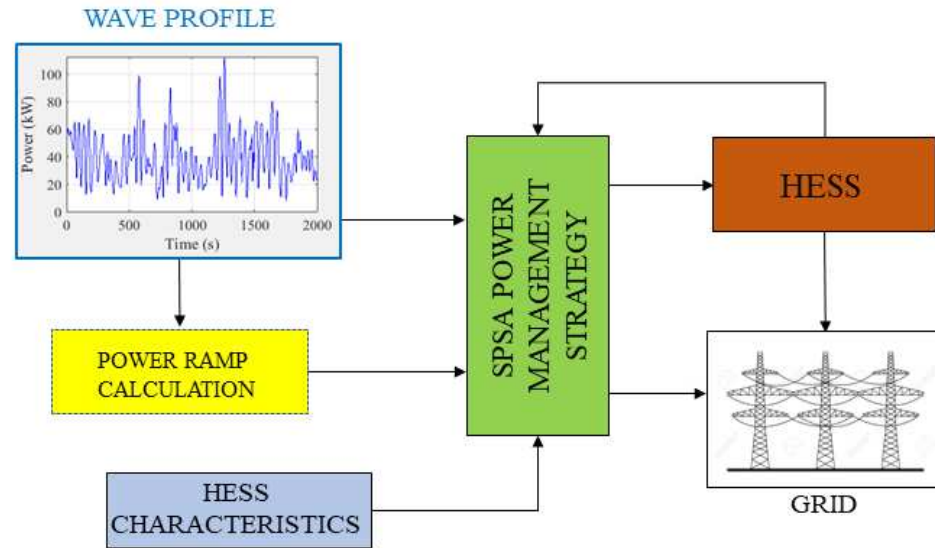 WAVE PROFILE
Power (kW)
100
80
60
40
20
0
0 500 1000 1500 2000
Time (s)
POWER RAMP
CALCULATION
HESS
CHARACTERISTICS
SPSA POWER
MANAGEMENT
STRATEGY
HESS
GRID